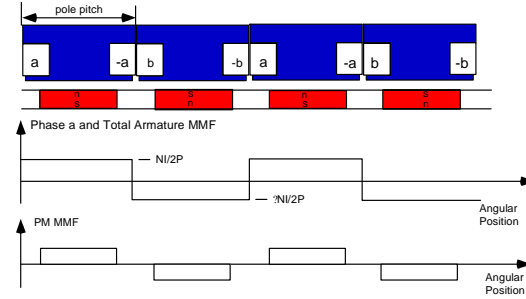 pole pitch
a -a b -b a -a b -b
n s n s
s n s n
Phase a and Total Armature MMF
NI/2P
?NI/2P
Angular
Position
PM MMF
Angular
Position